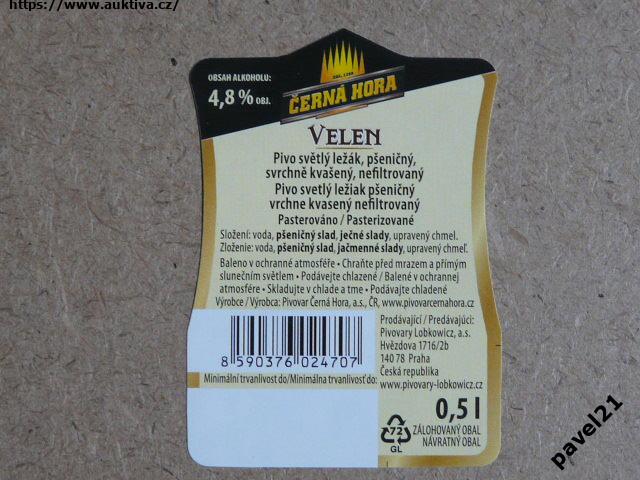 https://www.auktiva.cz/
OBSAH ALKOHOLU:
4,8 % OBJ.
ČERNÁ HORA
VELEN
Pivo světlý ležák, pšeničný,
svrchně kvašený, nefiltrovaný
Pivo svetlý ležiak pšeničný
vrchne kvasený nefiltrovaný
Pasterováno / Pasterizované
Složení: voda, pšeničný slad, ječné slady, upravený chmel.
Zloženie: voda, pšeničný slad, jačmenné slady, upravený chmeľ.
Baleno v ochranné atmosféře • Chraňte před mrazem a přímým
slunečním světlem • Podávejte chlazené / Balené v ochrannej
atmosfére • Skladujte v chlade a tme • Podávajte chladené
Výrobce / Výrobca: Pivovar Černá Hora, a.s., ČR, www.pivovarcernahora.cz
8 590376 024707
Minimální trvanlivost do/Minimálna trvanlivosť do:
Prodávající / Predávajúci:
Pivovary Lobkowicz, a.s.
Hvězdova 1716/2b
140 78 Praha
Česká republika
www.pivovary-lobkowicz.cz
72
GL
0,5 l
ZÁLOHOVANÝ OBAL
NÁVRATNÝ OBAL
pavel21